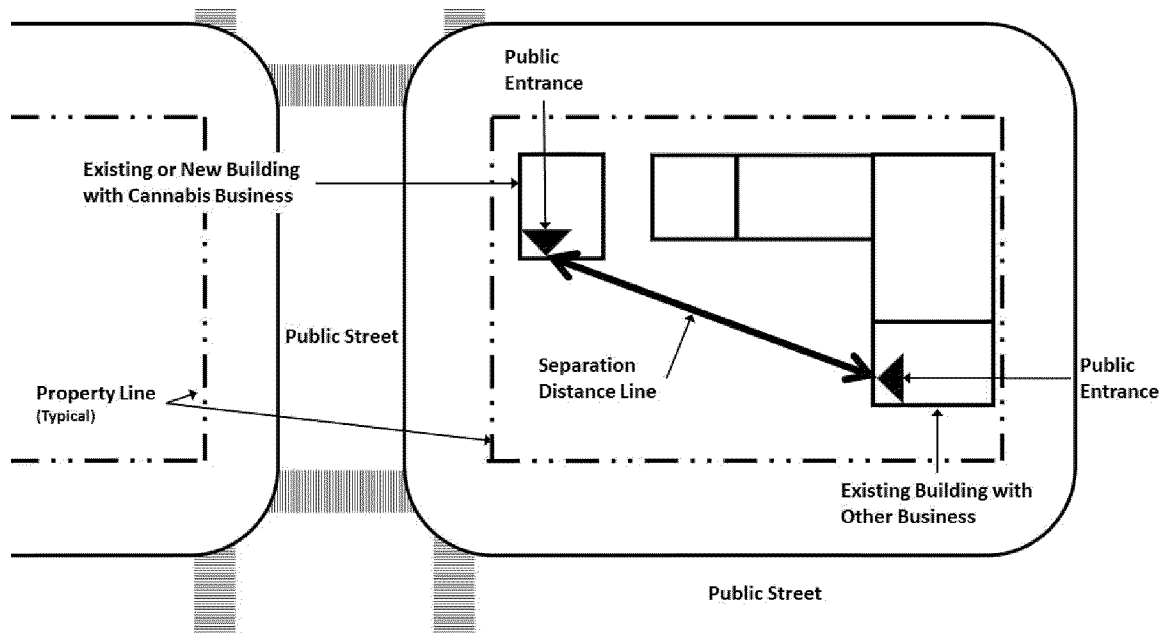 Public
Entrance
Existing or New Building
with Cannabis Business
Public Street
Separation
Distance Line
Property Line
(Typical)
Public
Entrance
Existing Building with
Other Business
Public Street